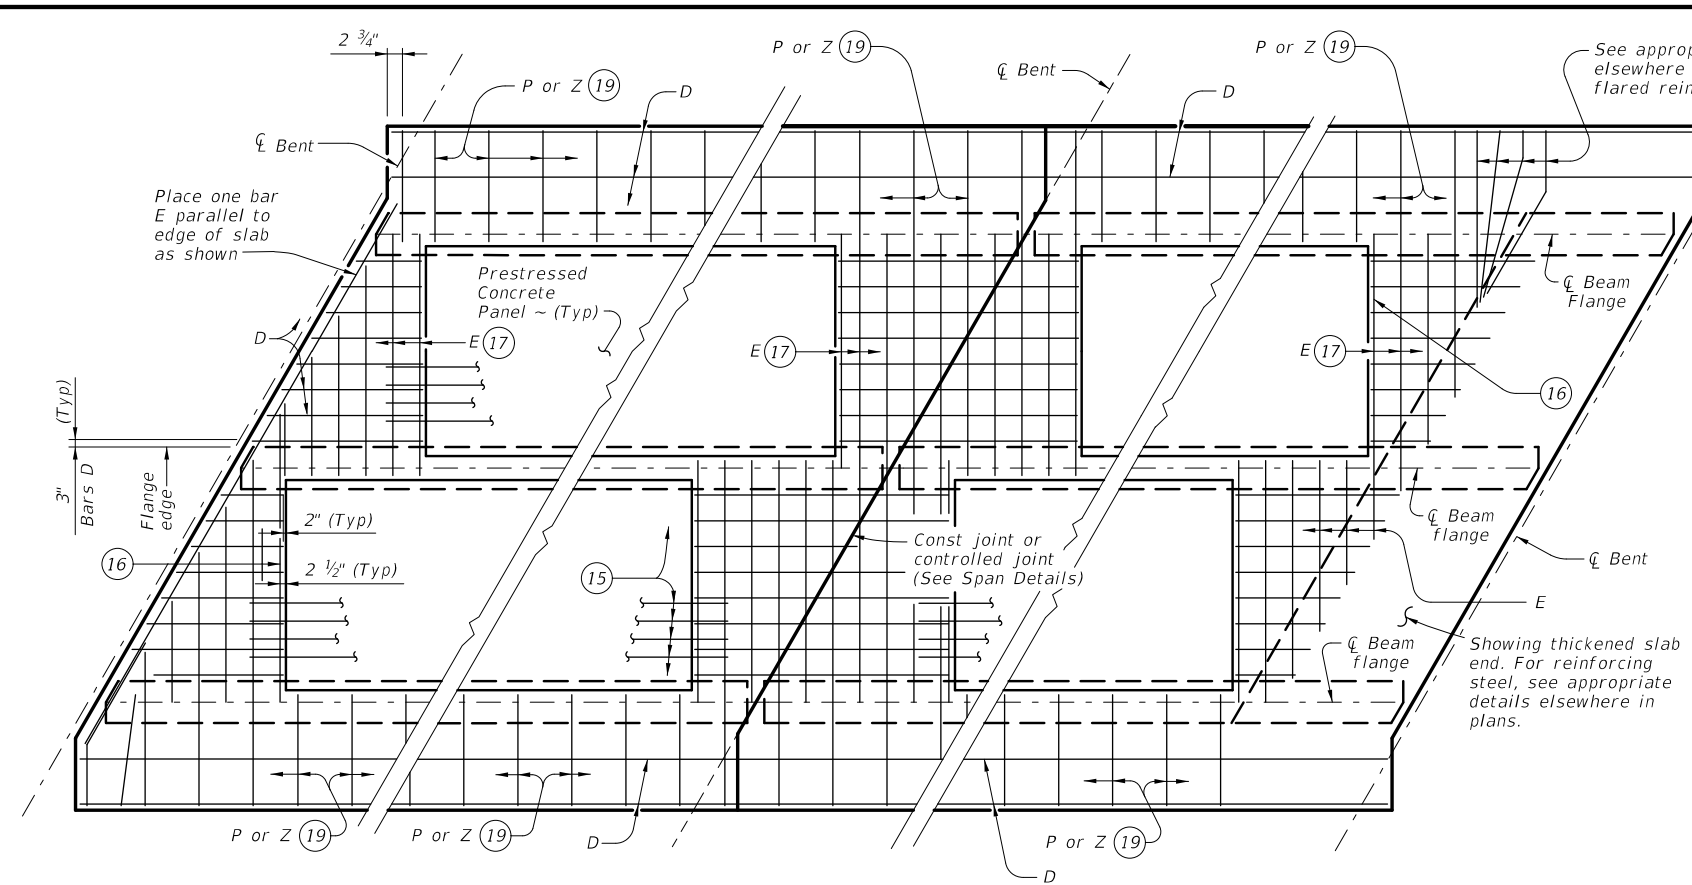 2 ¾"
P or Z 19
D
P or Z 19
℄ Bent
D
P or Z 19
See approp
elsewhere
flared rein
℄ Bent
Place one bar
E parallel to
edge of slab
as shown
Prestressed
Concrete
Panel ~ (Typ)
℄ Beam
Flange
D
E 17
E 17
E 17
16
(Typ)
3"
Bars D
Flange
edge
2" (Typ)
16
2 ½" (Typ)
15
Const joint or
controlled joint
(See Span Details)
℄ Beam
flange
℄ Bent
E
℄ Beam
flange
Showing thickened slab
end. For reinforcing
steel, see appropriate
details elsewhere in
plans.
P or Z 19
P or Z 19
D
P or Z 19
D